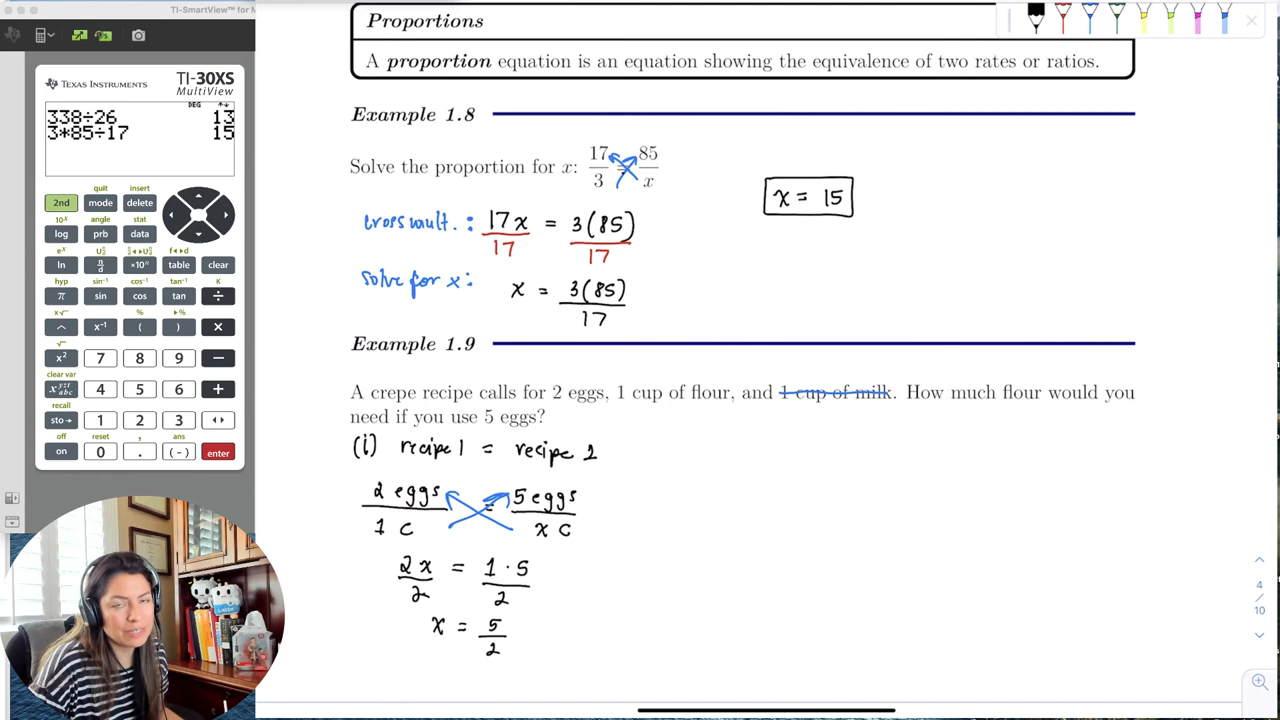 TI-SmartView™ for M
TEXAS INSTRUMENTS TI-30XS
MultiView
DEG
338÷26 13
3*85÷17 15
quit insert
2nd mode delete
10ˣ angle stat
log prb data
eˣ f◄►d
ln n/d ×10ⁿ table clear
hyp sin⁻¹ cos⁻¹ tan⁻¹ K
π sin cos tan ÷
x√ % ►%
^ x⁻¹ ( ) ×
√
x² 7 8 9 −
clear var
x yzt abc 4 5 6 +
recall
sto→ 1 2 3 ◄►
off reset , ans
on 0 . (-) enter
Proportions
A proportion equation is an equation showing the equivalence of two rates or ratios.
Example 1.8
Solve the proportion for x: 17/3 = 85/x
x = 15
cross mult. : 17x/17 = 3(85)/17
solve for x: x = 3(85)/17
Example 1.9
A crepe recipe calls for 2 eggs, 1 cup of flour, and 1 cup of milk. How much flour would you
need if you use 5 eggs?
(i) recipe 1 = recipe 2
2 eggs/1 c = 5 eggs/x c
2x/2 = 1·5/2
x = 5/2
4
/
10